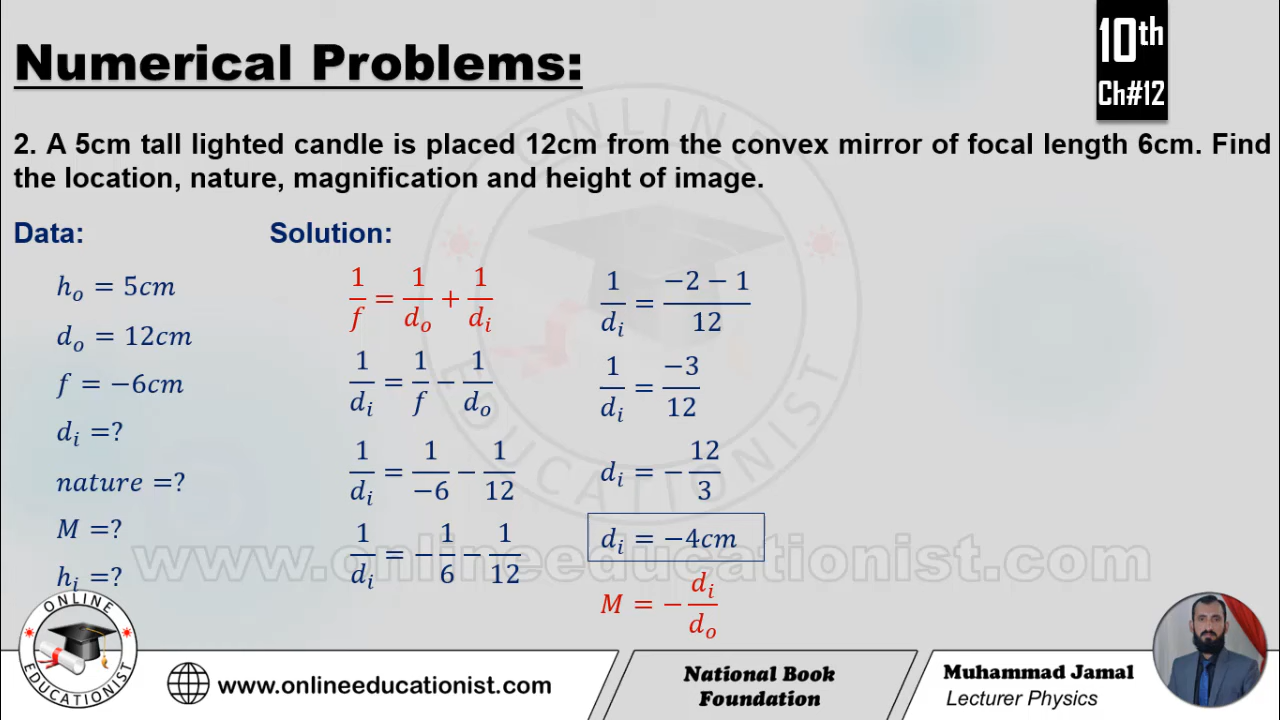 Numerical Problems:
10th
Ch#12
2. A 5cm tall lighted candle is placed 12cm from the convex mirror of focal length 6cm. Find
the location, nature, magnification and height of image.
Data:
h_o = 5cm
d_o = 12cm
f = −6cm
d_i =?
nature =?
M =?
h_i =?
Solution:
1/f = 1/d_o + 1/d_i
1/d_i = 1/f − 1/d_o
1/d_i = 1/−6 − 1/12
1/d_i = −1/6 − 1/12
1/d_i = −2 − 1/12
1/d_i = −3/12
d_i = −12/3
d_i = −4cm
M = −d_i/d_o
ONLINE
EDUCATIONIST
www.onlineeducationist.com
ONLINE
EDUCATIONIST
www.onlineeducationist.com
National Book
Foundation
Muhammad Jamal
Lecturer Physics